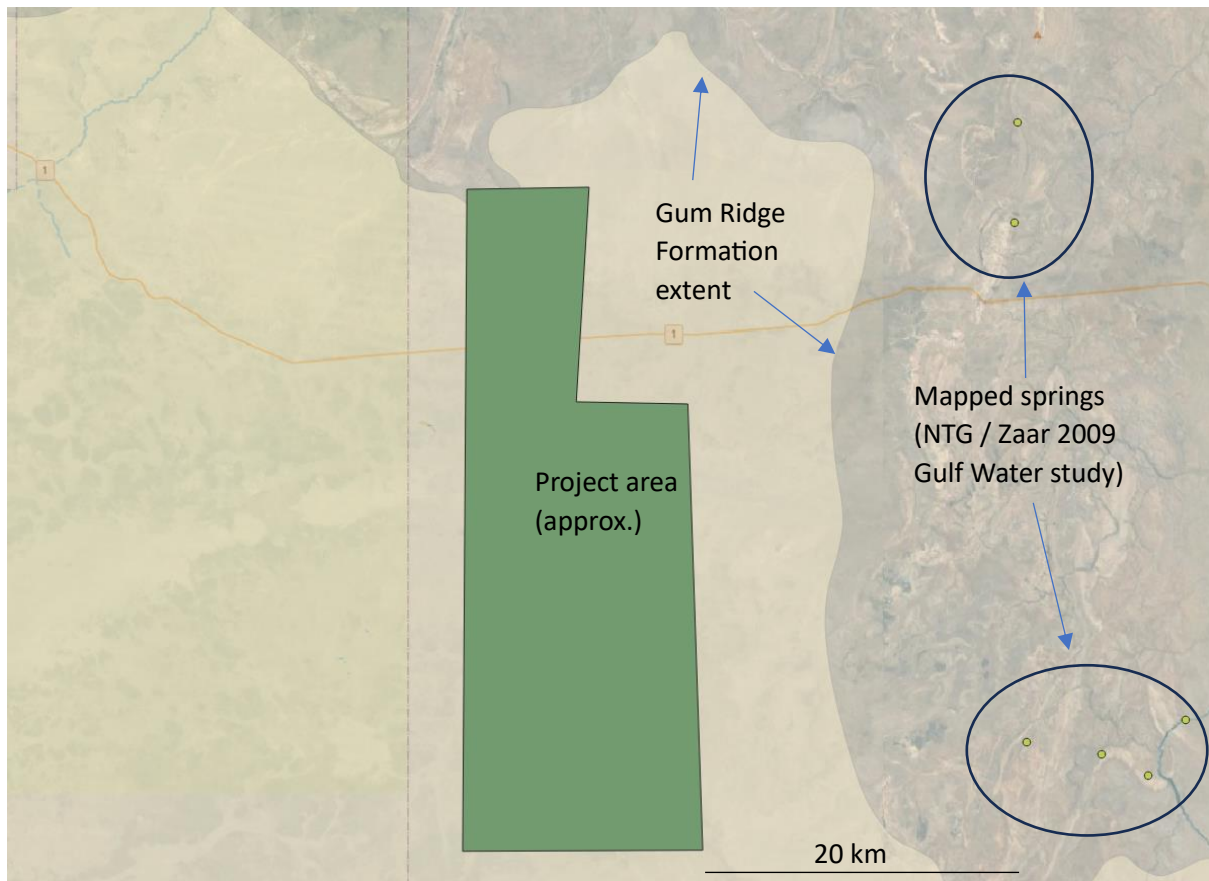 1
Gum Ridge
Formation
extent
1
Mapped springs
(NTG / Zaar 2009
Gulf Water study)
Project area
(approx.)
20 km